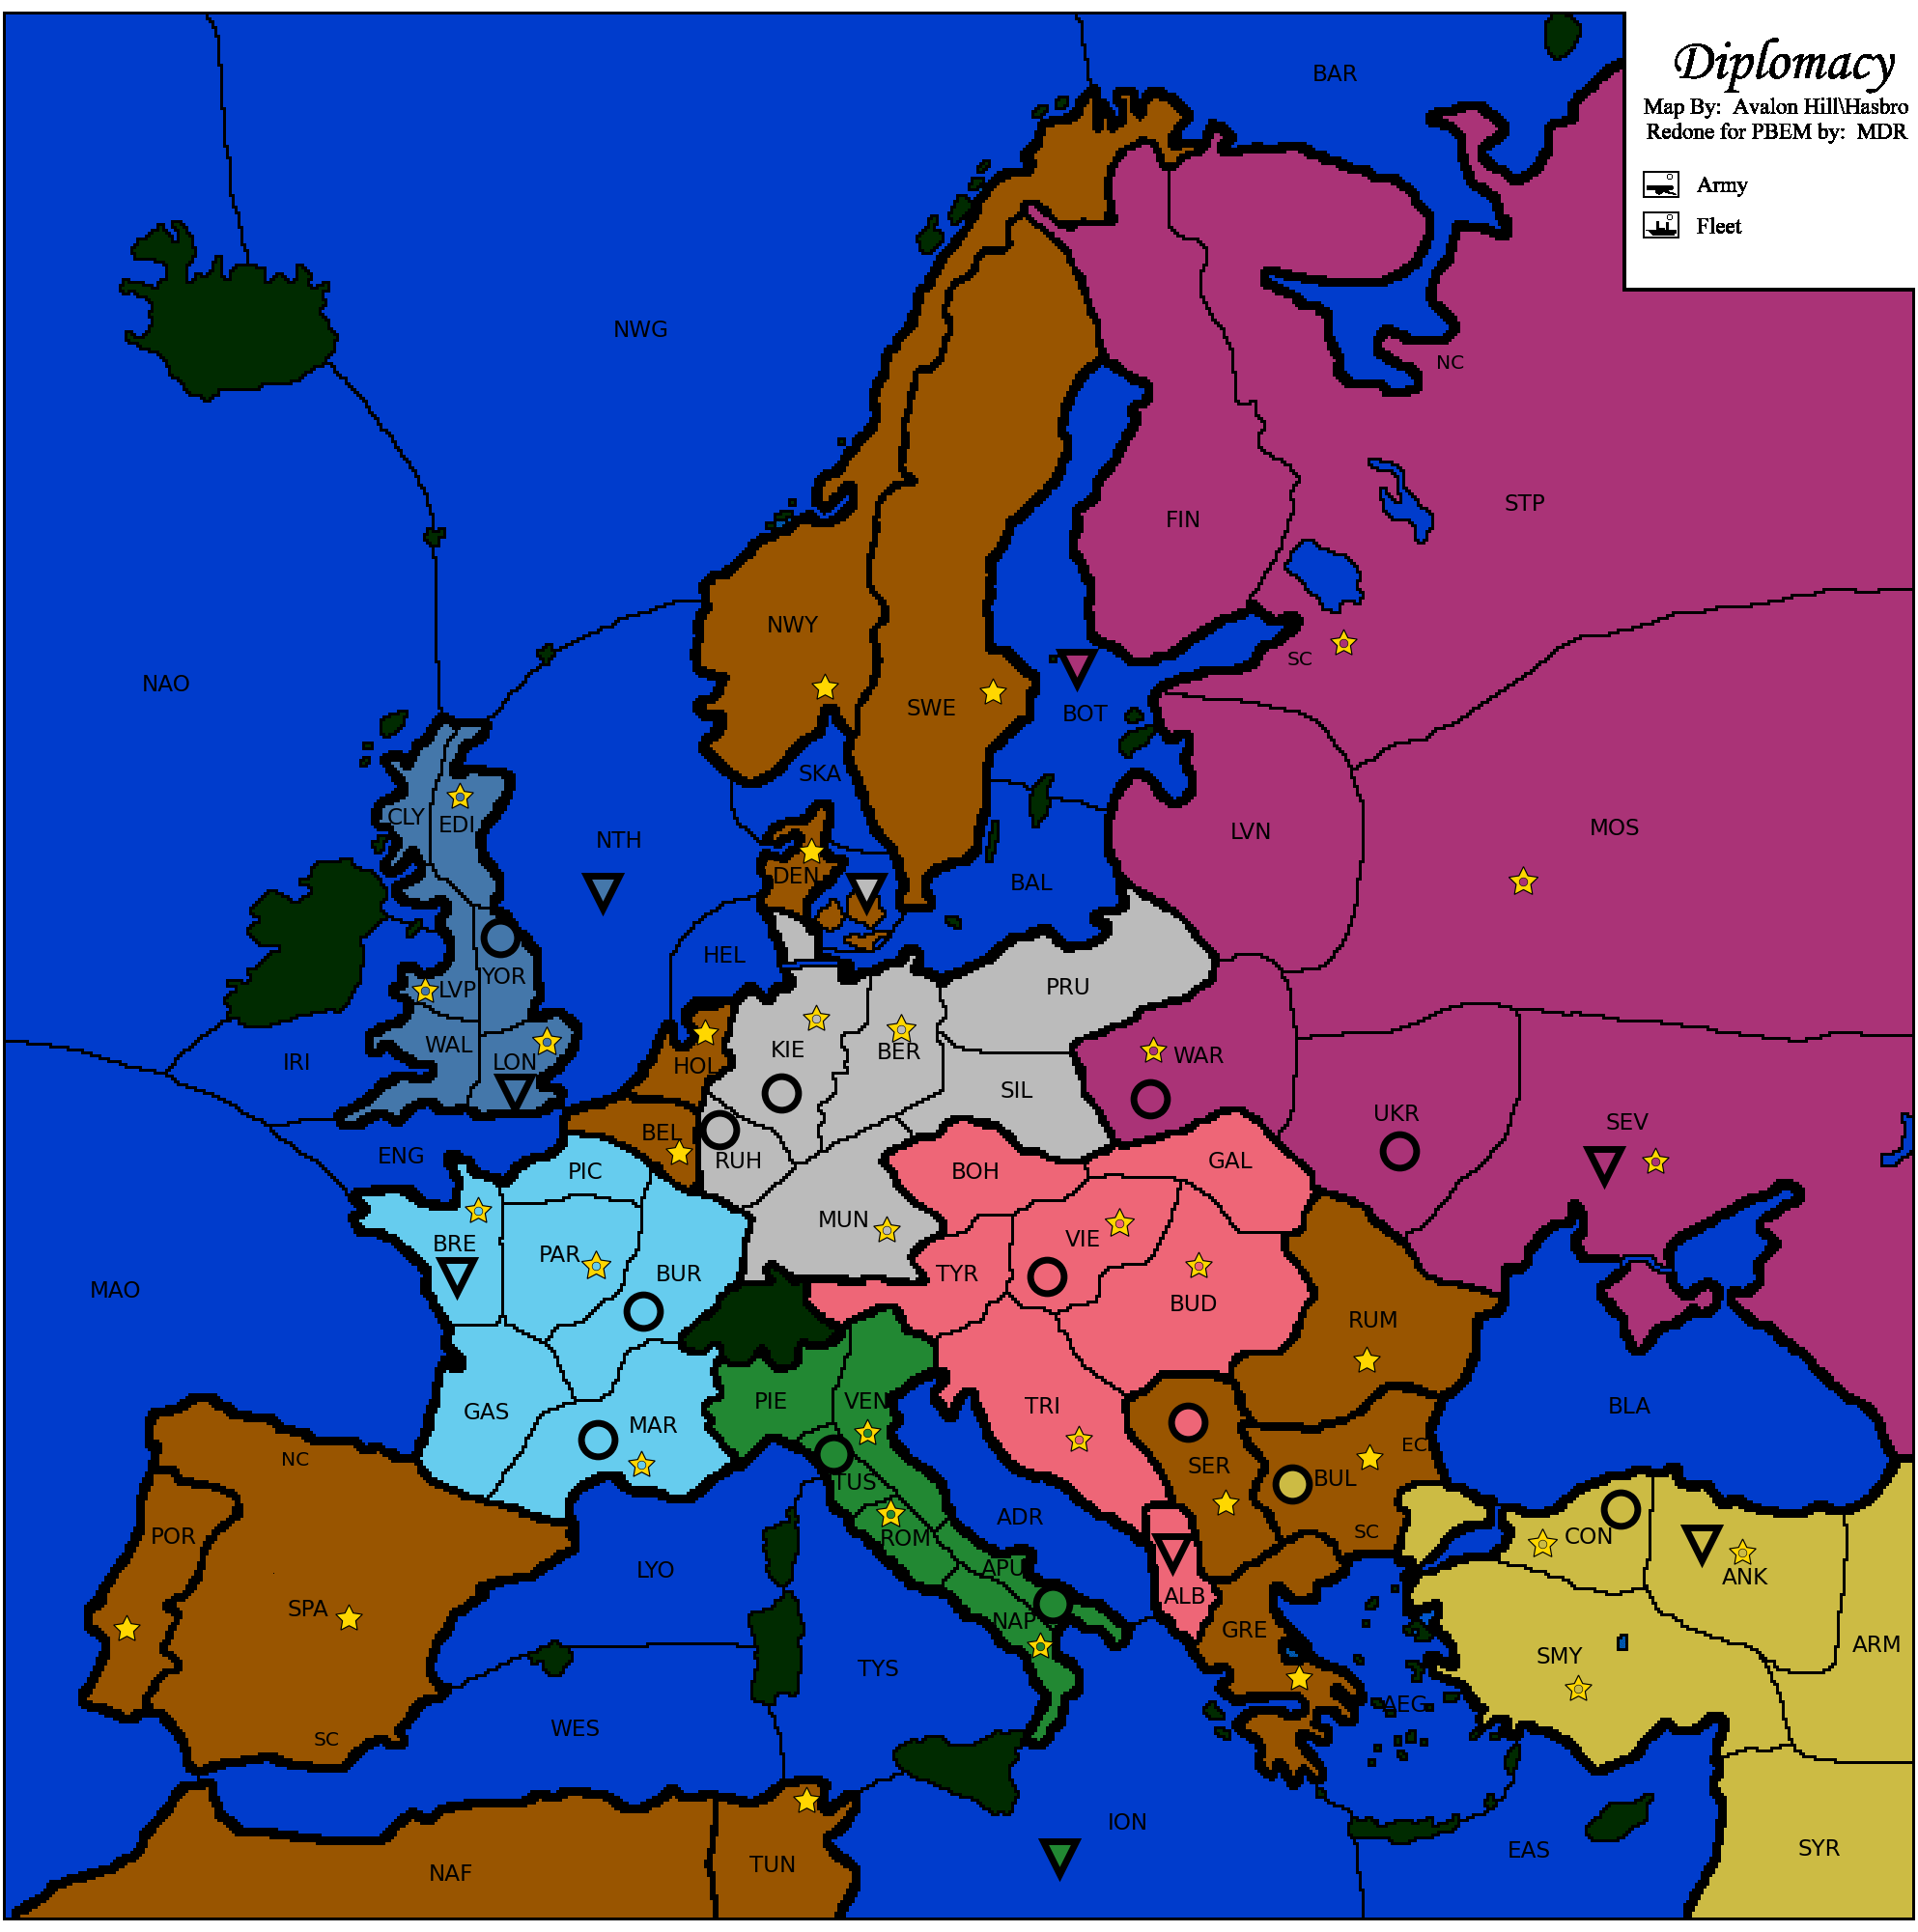 Diplomacy
Map By:  Avalon Hill\Hasbro
Redone for PBEM by:  MDR
Army
Fleet
BAR
NWG
NC
STP
FIN
NWY
NAO
SC
SWE
BOT
SKA
CLY
EDI
NTH
LVN
MOS
DEN
BAL
HEL
YOR
LVP
PRU
WAL
LON
IRI
HOL
KIE
BER
WAR
SIL
UKR
SEV
BEL
ENG
PIC
RUH
BOH
GAL
MUN
BRE
PAR
BUR
TYR
VIE
MAO
BUD
RUM
GAS
MAR
PIE
VEN
TRI
BLA
NC
EC
SER
BUL
TUS
POR
ROM
ADR
SC
CON
ANK
LYO
APU
ALB
SPA
NAP
GRE
ARM
SMY
TYS
AEG
WES
SC
ION
EAS
SYR
NAF
TUN